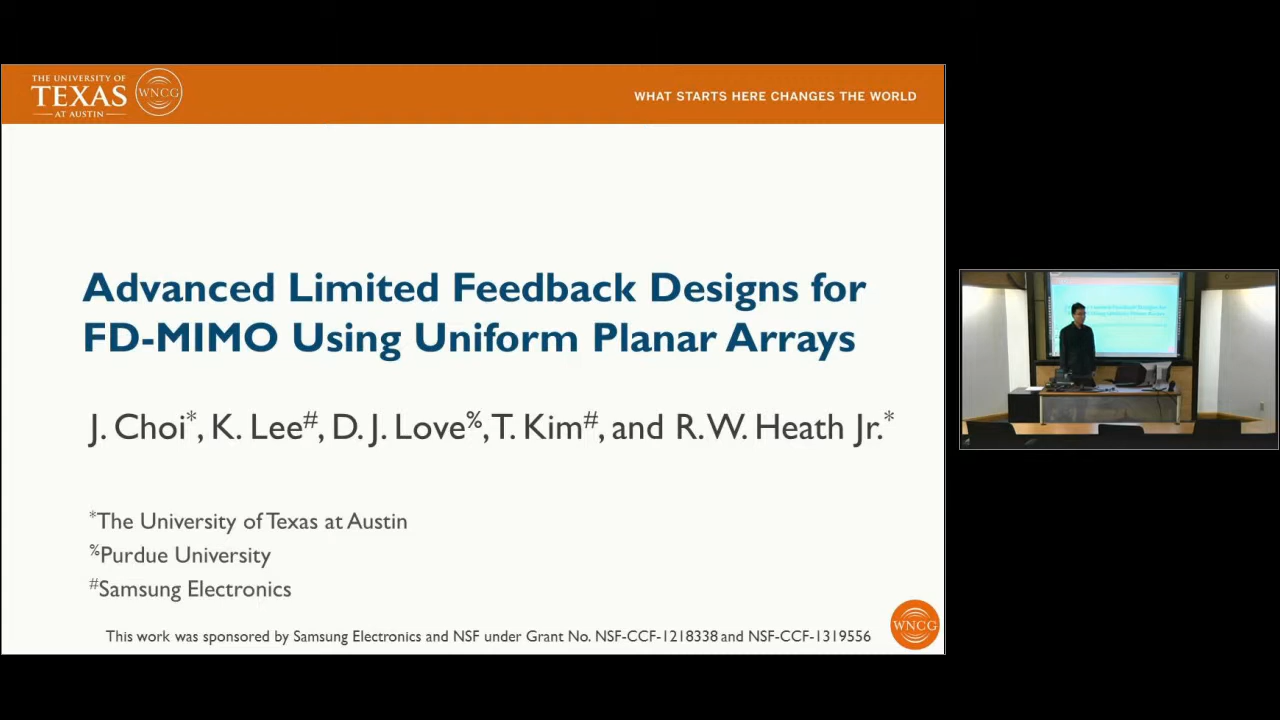 THE UNIVERSITY OF
TEXAS
AT AUSTIN
WNCG
WHAT STARTS HERE CHANGES THE WORLD
Advanced Limited Feedback Designs for
FD-MIMO Using Uniform Planar Arrays
J. Choi*, K. Lee#, D. J. Love%, T. Kim#, and R. W. Heath Jr.*
*The University of Texas at Austin
%Purdue University
#Samsung Electronics
This work was sponsored by Samsung Electronics and NSF under Grant No. NSF-CCF-1218338 and NSF-CCF-1319556
WNCG